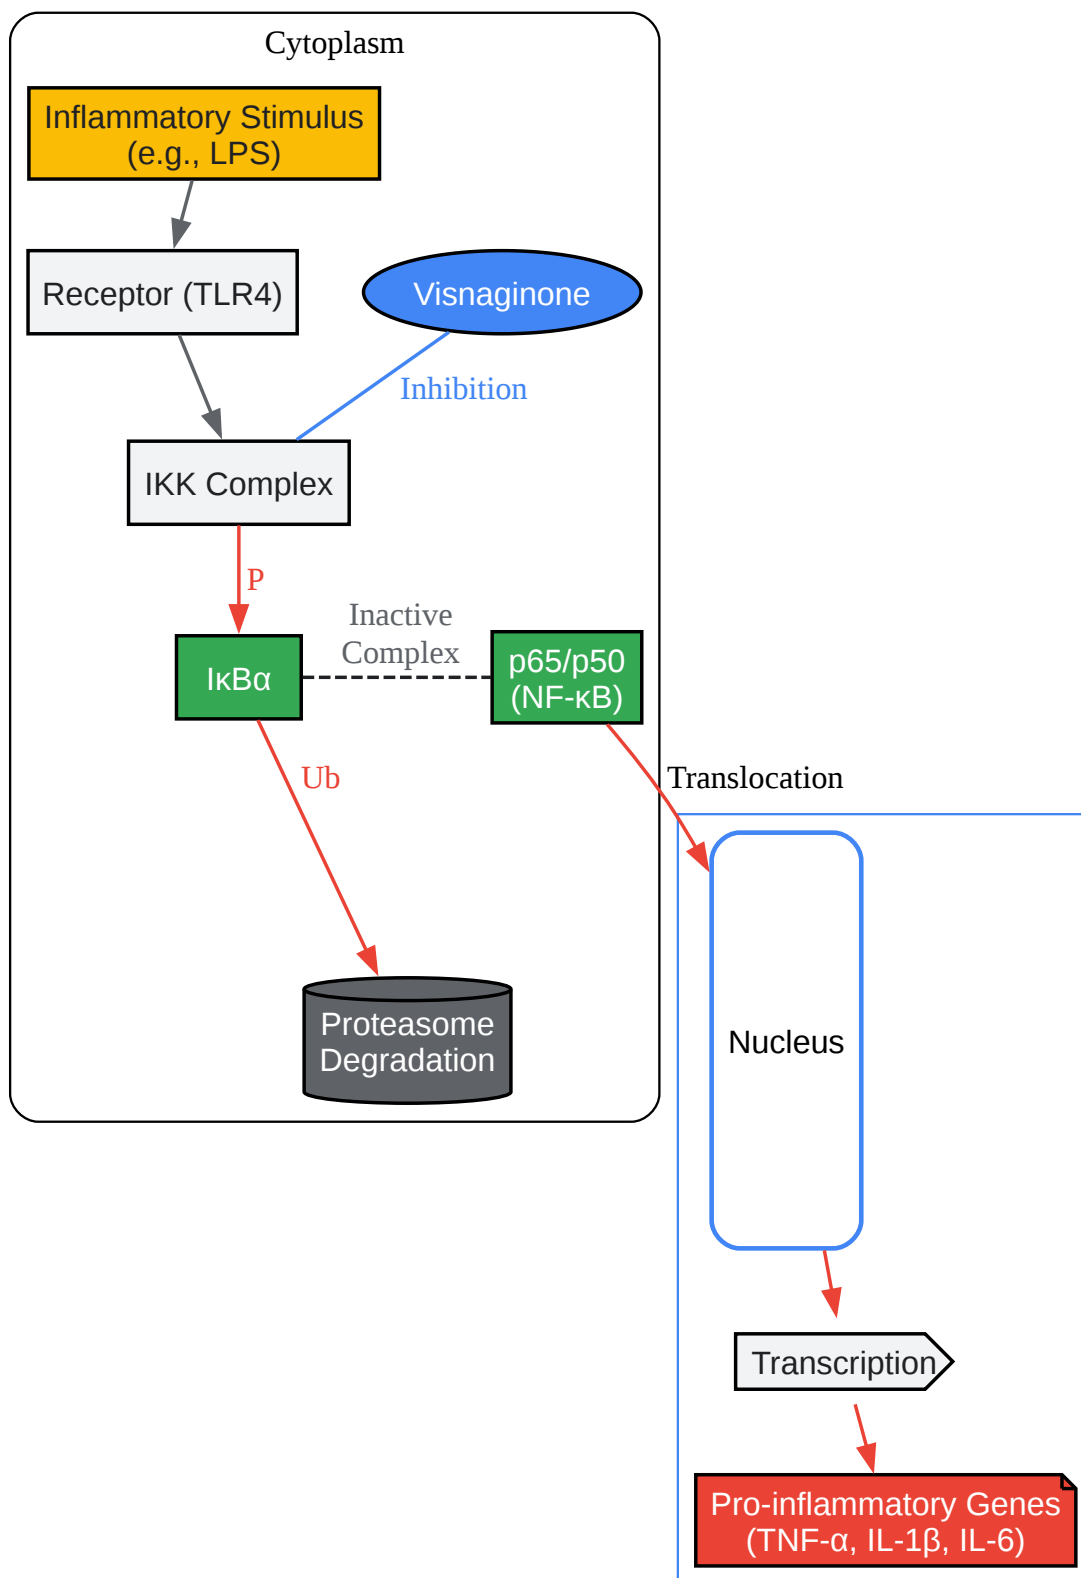 Cytoplasm
Inflammatory Stimulus
(e.g., LPS)
Receptor (TLR4)
Visnaginone
Inhibition
IKK Complex
P
Inactive
Complex
IκBα
p65/p50
(NF-κB)
Ub
Translocation
Proteasome
Degradation
Nucleus
Transcription
Pro-inflammatory Genes
(TNF-α, IL-1β, IL-6)